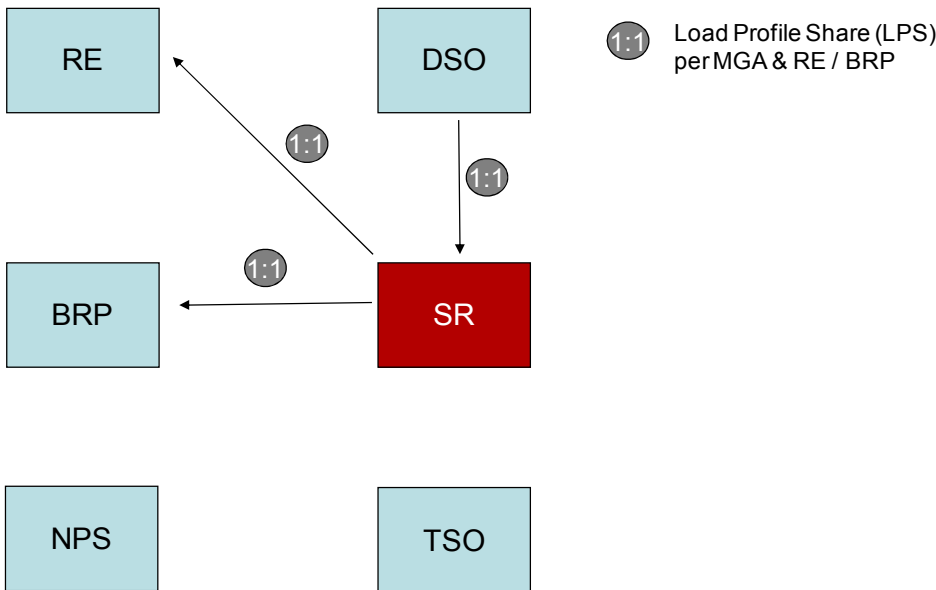 RE
DSO
1:1
Load Profile Share (LPS)
per MGA & RE / BRP
1:1
1:1
1:1
BRP
SR
NPS
TSO